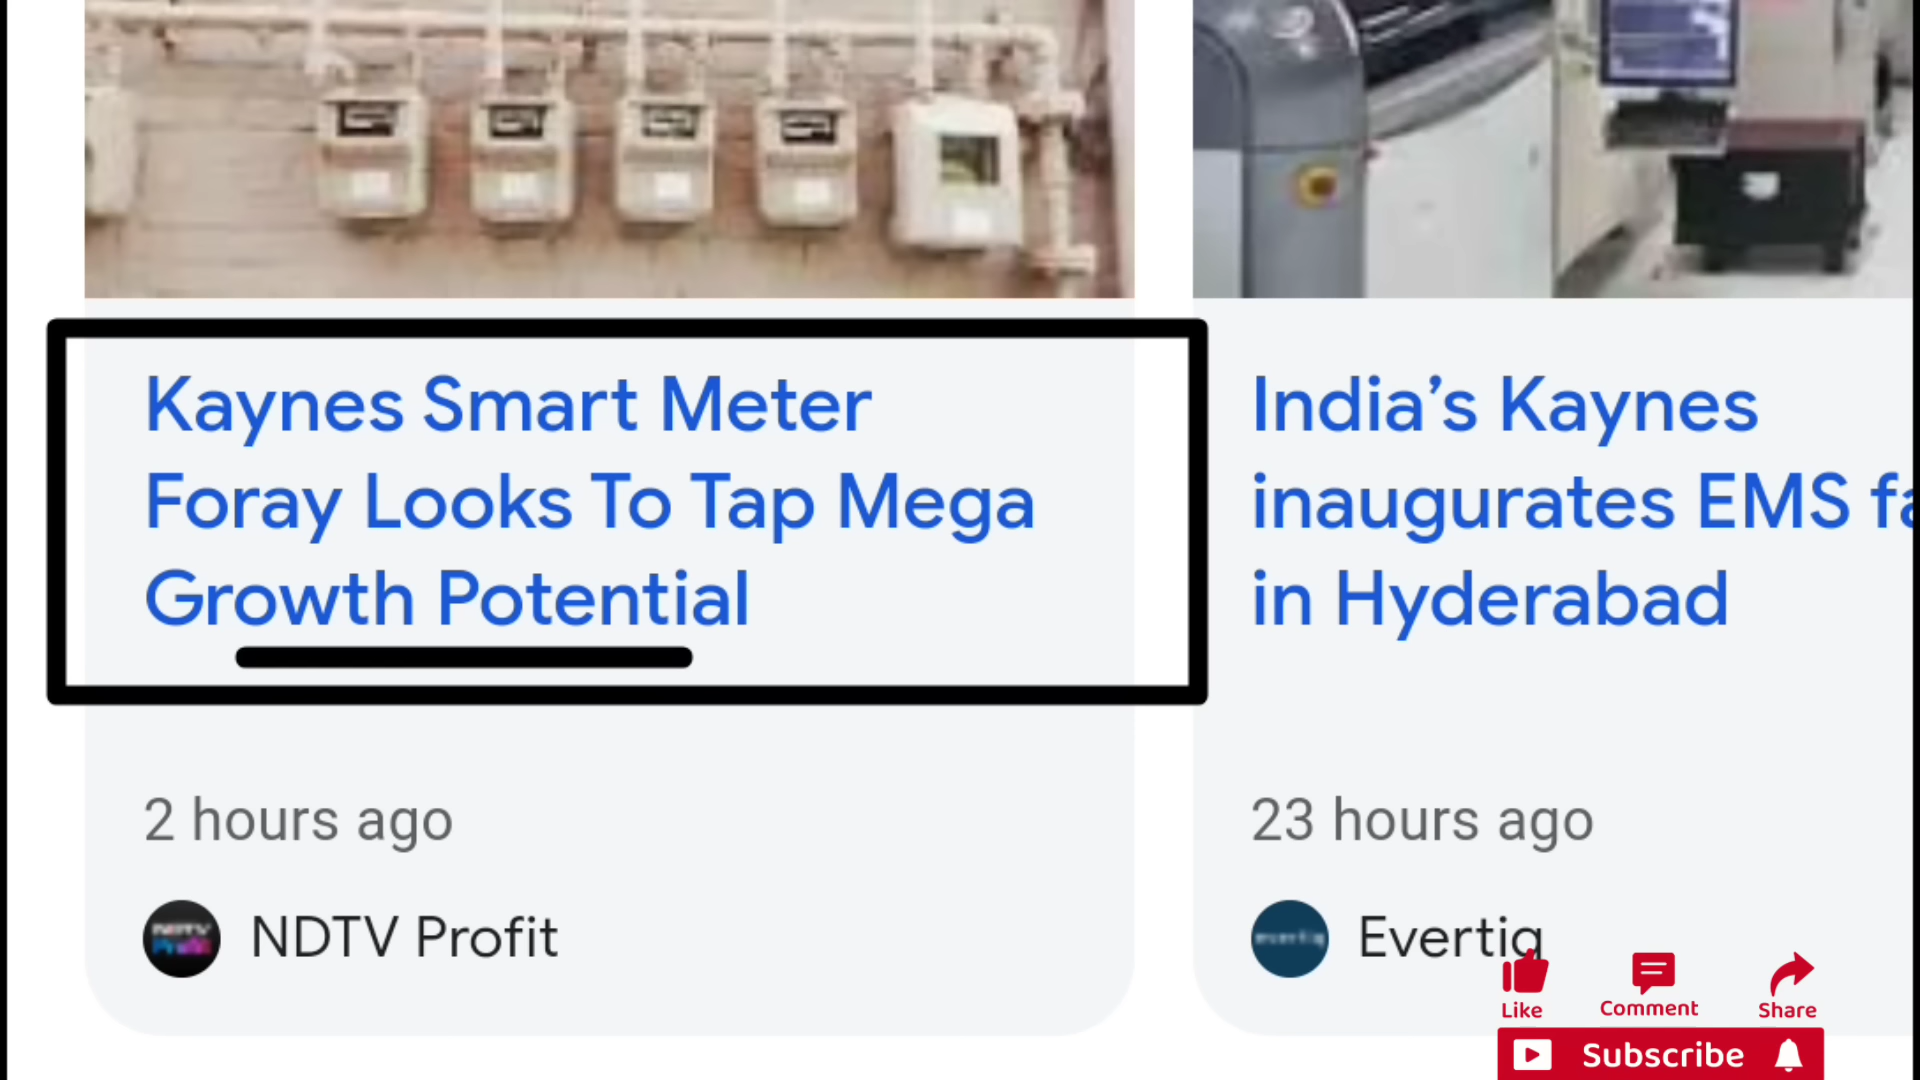 Kaynes Smart Meter
Foray Looks To Tap Mega
Growth Potential
2 hours ago
NDTV Profit
India's Kaynes
inaugurates EMS fa
in Hyderabad
23 hours ago
Evertiq
Like
Comment
Share
Subscribe